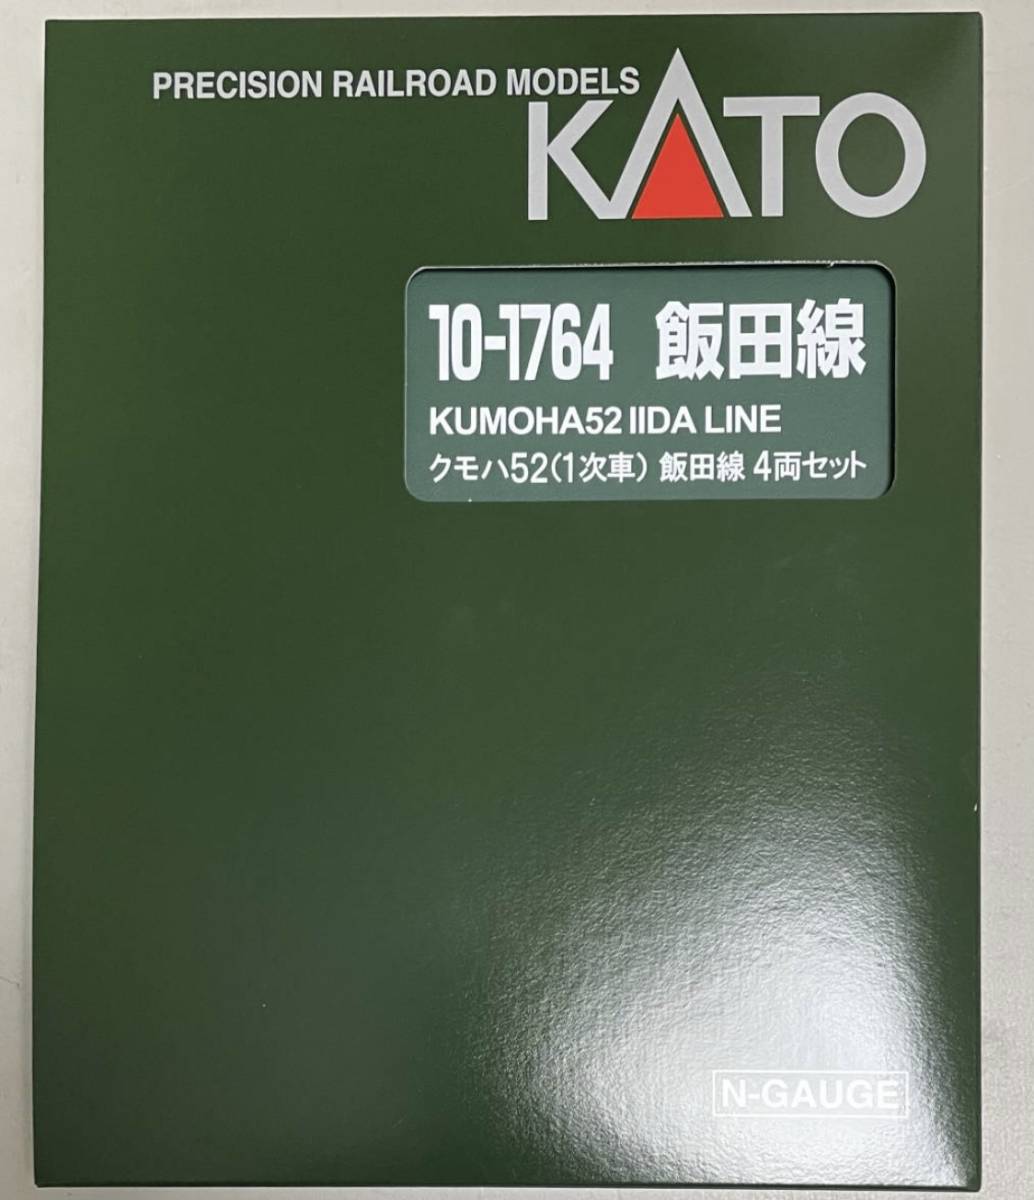 PRECISION RAILROAD MODELS
KATO
10-1764 飯田線
KUMOHA52 IIDA LINE
クモハ52(1次車) 飯田線 4両セット
N-GAUGE